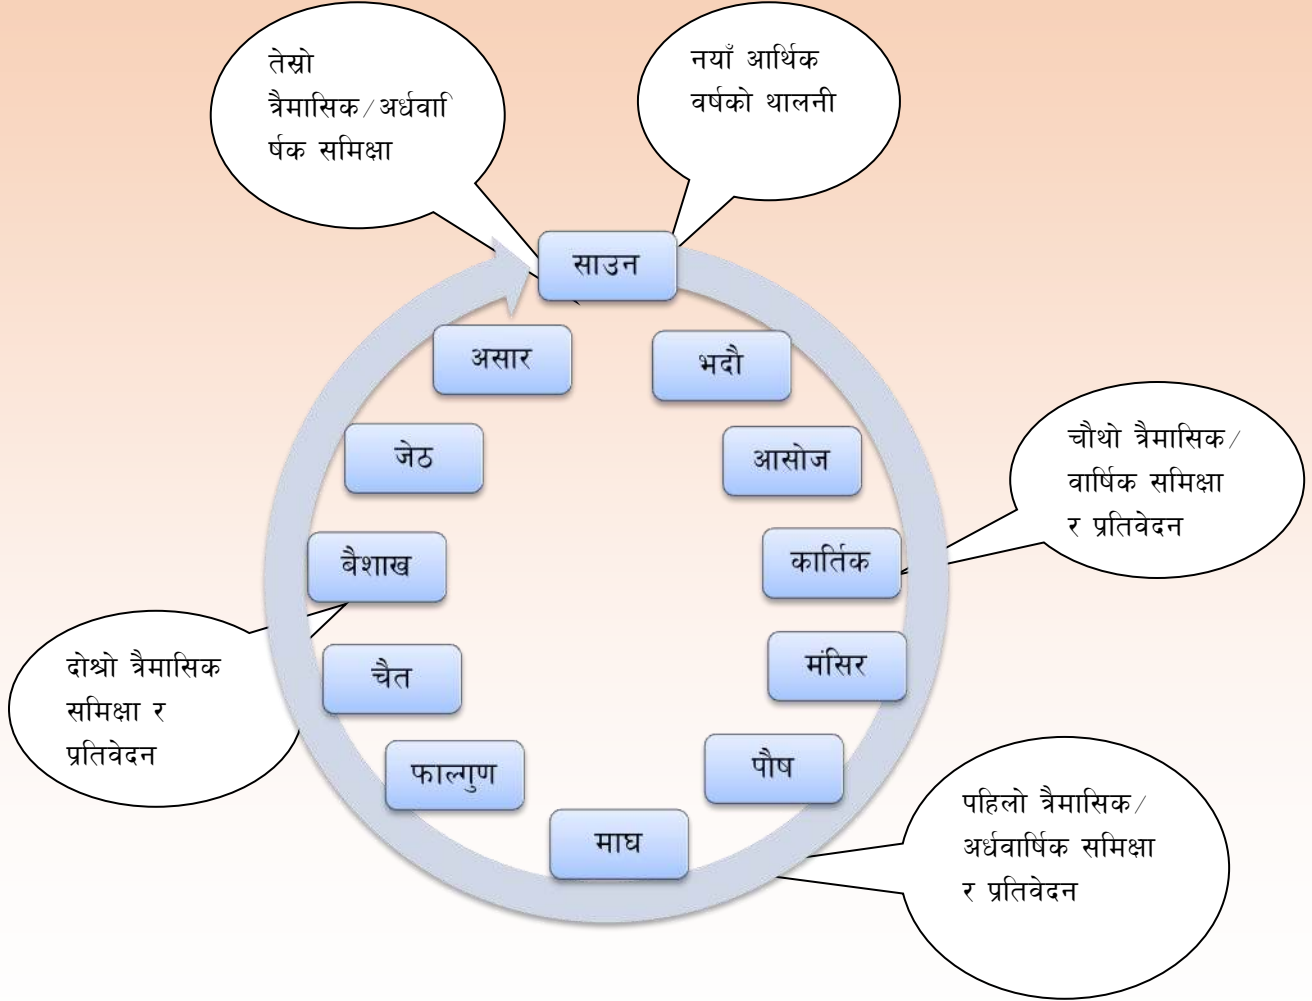 तेस्रो
त्रैमासिक/अर्धवार्
षिक समिक्षा
नयाँ आर्थिक
वर्षको थालनी
साउन
असार
भदौ
जेठ
आसोज
चौथो त्रैमासिक/
वार्षिक समिक्षा
र प्रतिवेदन
बैशाख
कार्तिक
दोश्रो त्रैमासिक
समिक्षा र
प्रतिवेदन
चैत
मंसिर
फाल्गुण
पौष
माघ
पहिलो त्रैमासिक/
अर्धवार्षिक समिक्षा
र प्रतिवेदन